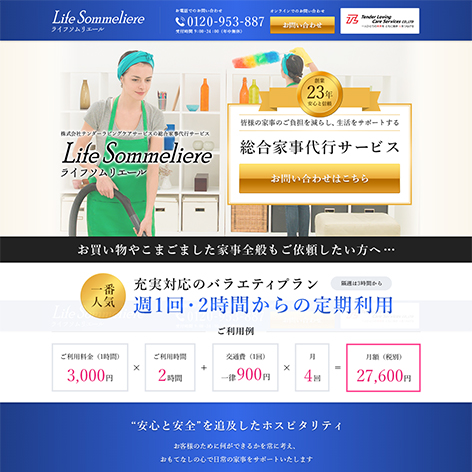 Life Sommeliere
ライフソムリエール
お電話でのお問い合わせ
0120-953-887
受付時間 9:00-24:00 (年中無休)
オンラインでのお問い合わせ
お問い合わせ
Tender Loving
Care Services CO.,LTD
創業
23年
安心と信頼
皆様の家事のご負担を減らし、生活をサポートする
総合家事代行サービス
お問い合わせはこちら
株式会社テンダーラビングケアサービスの総合家事代行サービス
Life Sommeliere
ライフソムリエール
お買い物やこまごました家事全般もご依頼したい方へ…
一番
人気
充実対応のバラエティプラン
隔週は3時間から
週1回・2時間からの定期利用
ご利用例
ご利用料金(1時間)
3,000円
×
ご利用時間
2時間
+
交通費(1回)
一律900円
×
月
4回
=
月額(税別)
27,600円
“安心と安全”を追及したホスピタリティ
お客様のために何ができるかを常に考え、
おもてなしの心で日常の家事をサポートいたします